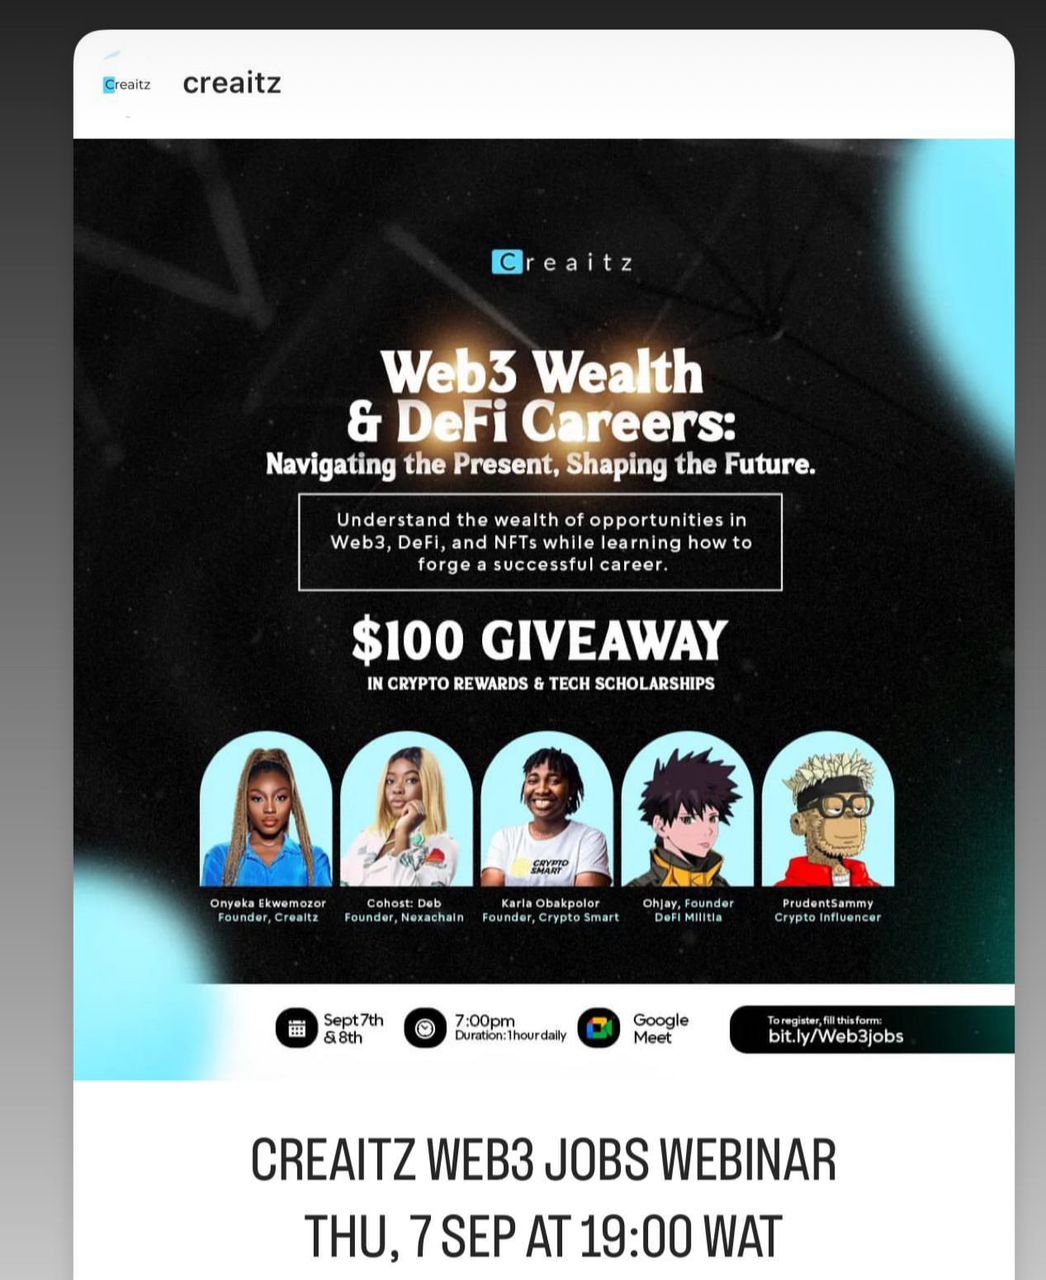 Creaitz
creaitz
Creaitz
Web3 Wealth
& DeFi Careers:
Navigating the Present, Shaping the Future.
Understand the wealth of opportunities in
Web3, DeFi, and NFTs while learning how to
forge a successful career.
$100 GIVEAWAY
IN CRYPTO REWARDS & TECH SCHOLARSHIPS
CRYPTO
SMART
Onyeka Ekwemozor
Founder, Creaitz
Cohost: Deb
Founder, Nexachain
Karla Obakpolor
Founder, Crypto Smart
Ohjay, Founder
DeFi Militia
PrudentSammy
Crypto Influencer
Sept 7th
& 8th
7:00pm
Duration: 1 hour daily
Google
Meet
To register, fill this form:
bit.ly/Web3jobs
CREAITZ WEB3 JOBS WEBINAR
THU, 7 SEP AT 19:00 WAT